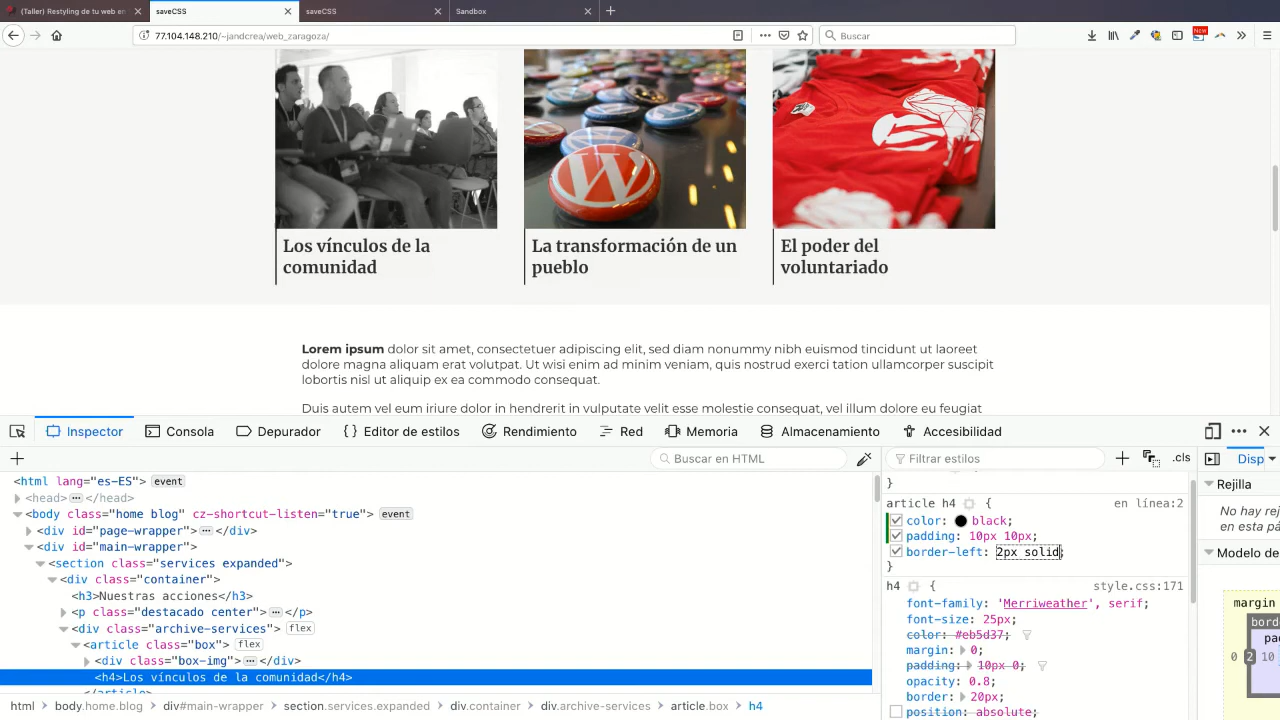 (Taller) Restyling de tu web en
saveCSS
saveCSS
Sandbox
77.104.148.210/~jandcrea/web_zaragoza/
Buscar
New
Los vínculos de la
comunidad
La transformación de un
pueblo
El poder del
voluntariado
Lorem ipsum dolor sit amet, consectetuer adipiscing elit, sed diam nonummy nibh euismod tincidunt ut laoreet
dolore magna aliquam erat volutpat. Ut wisi enim ad minim veniam, quis nostrud exerci tation ullamcorper suscipit
lobortis nisl ut aliquip ex ea commodo consequat.
Duis autem vel eum iriure dolor in hendrerit in vulputate velit esse molestie consequat, vel illum dolore eu feugiat
Inspector
Consola
Depurador
Editor de estilos
Rendimiento
Red
Memoria
Almacenamiento
Accesibilidad
Buscar en HTML
Filtrar estilos
.cls
Disp
<html lang="es-ES"> event
<head> </head>
<body class="home blog" cz-shortcut-listen="true"> event
<div id="page-wrapper"> </div>
<div id="main-wrapper">
<section class="services expanded">
<div class="container">
<h3>Nuestras acciones</h3>
<p class="destacado center"> </p>
<div class="archive-services"> flex
<article class="box"> flex
<div class="box-img"> </div>
<h4>Los vínculos de la comunidad</h4>
</article>
html
body.home.blog
div#main-wrapper
section.services.expanded
div.container
div.archive-services
article.box
h4
}
article h4 { en línea:2
color: black;
padding: 10px 10px;
border-left: 2px solid;
}
h4 { style.css:171
font-family: 'Merriweather', serif;
font-size: 25px;
color: #eb5d37;
margin: 0;
padding: 10px 0;
opacity: 0.8;
border: 20px;
position: absolute;
Rejilla
No hay rej
en esta pá
Modelo de
margin
borde
pad
0 2 10